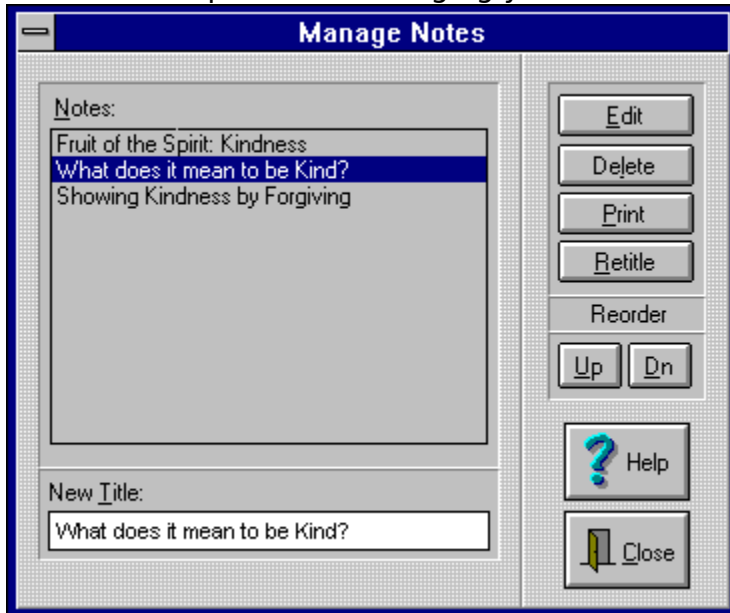 Manage Notes
Notes:
Fruit of the Spirit: Kindness
What does it mean to be Kind?
Showing Kindness by Forgiving
New Title:
What does it mean to be Kind?
Edit
Delete
Print
Retitle
Reorder
Up Dn
Help
Close